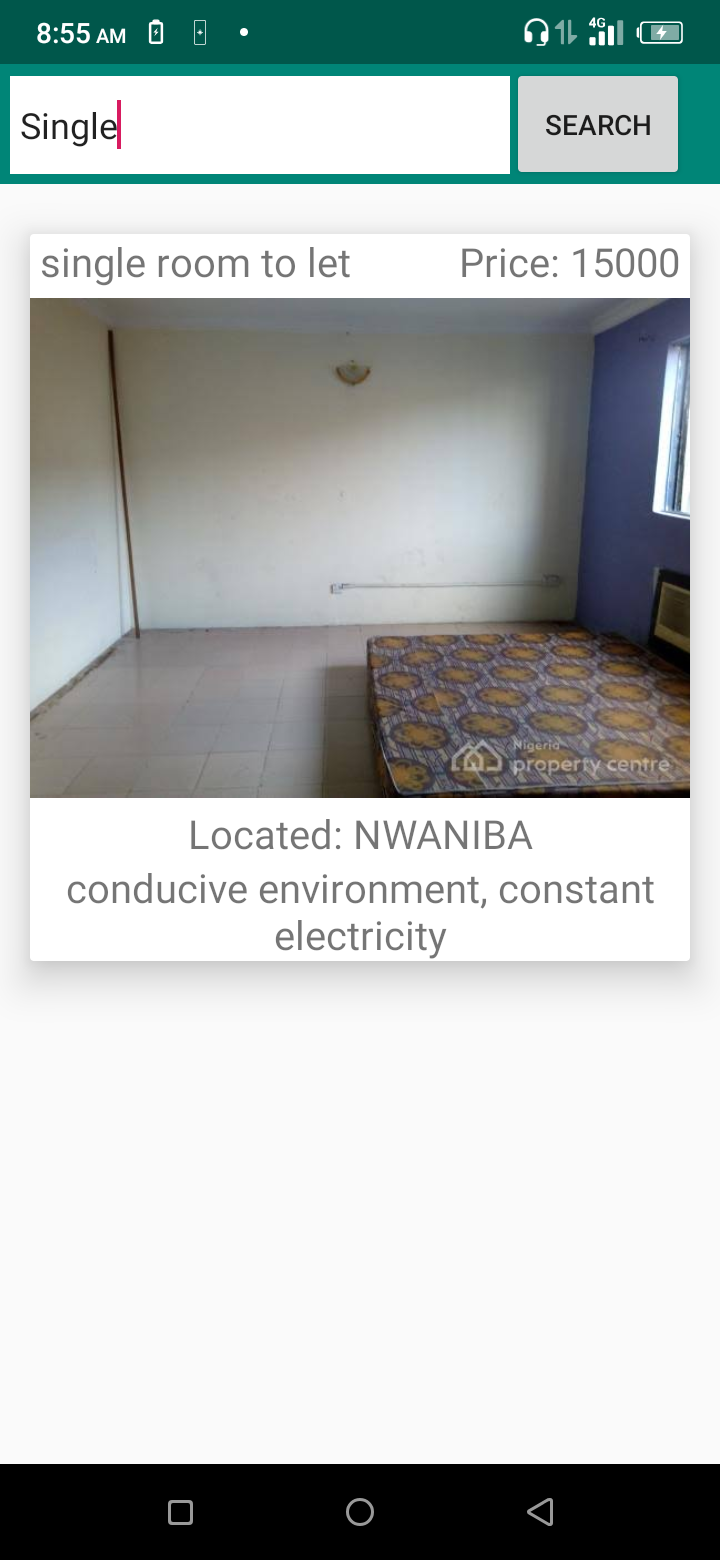 8:55 AM
4G
Single
SEARCH
single room to let
Price: 15000
Nigeria
property centre
Located: NWANIBA
conducive environment, constant
electricity